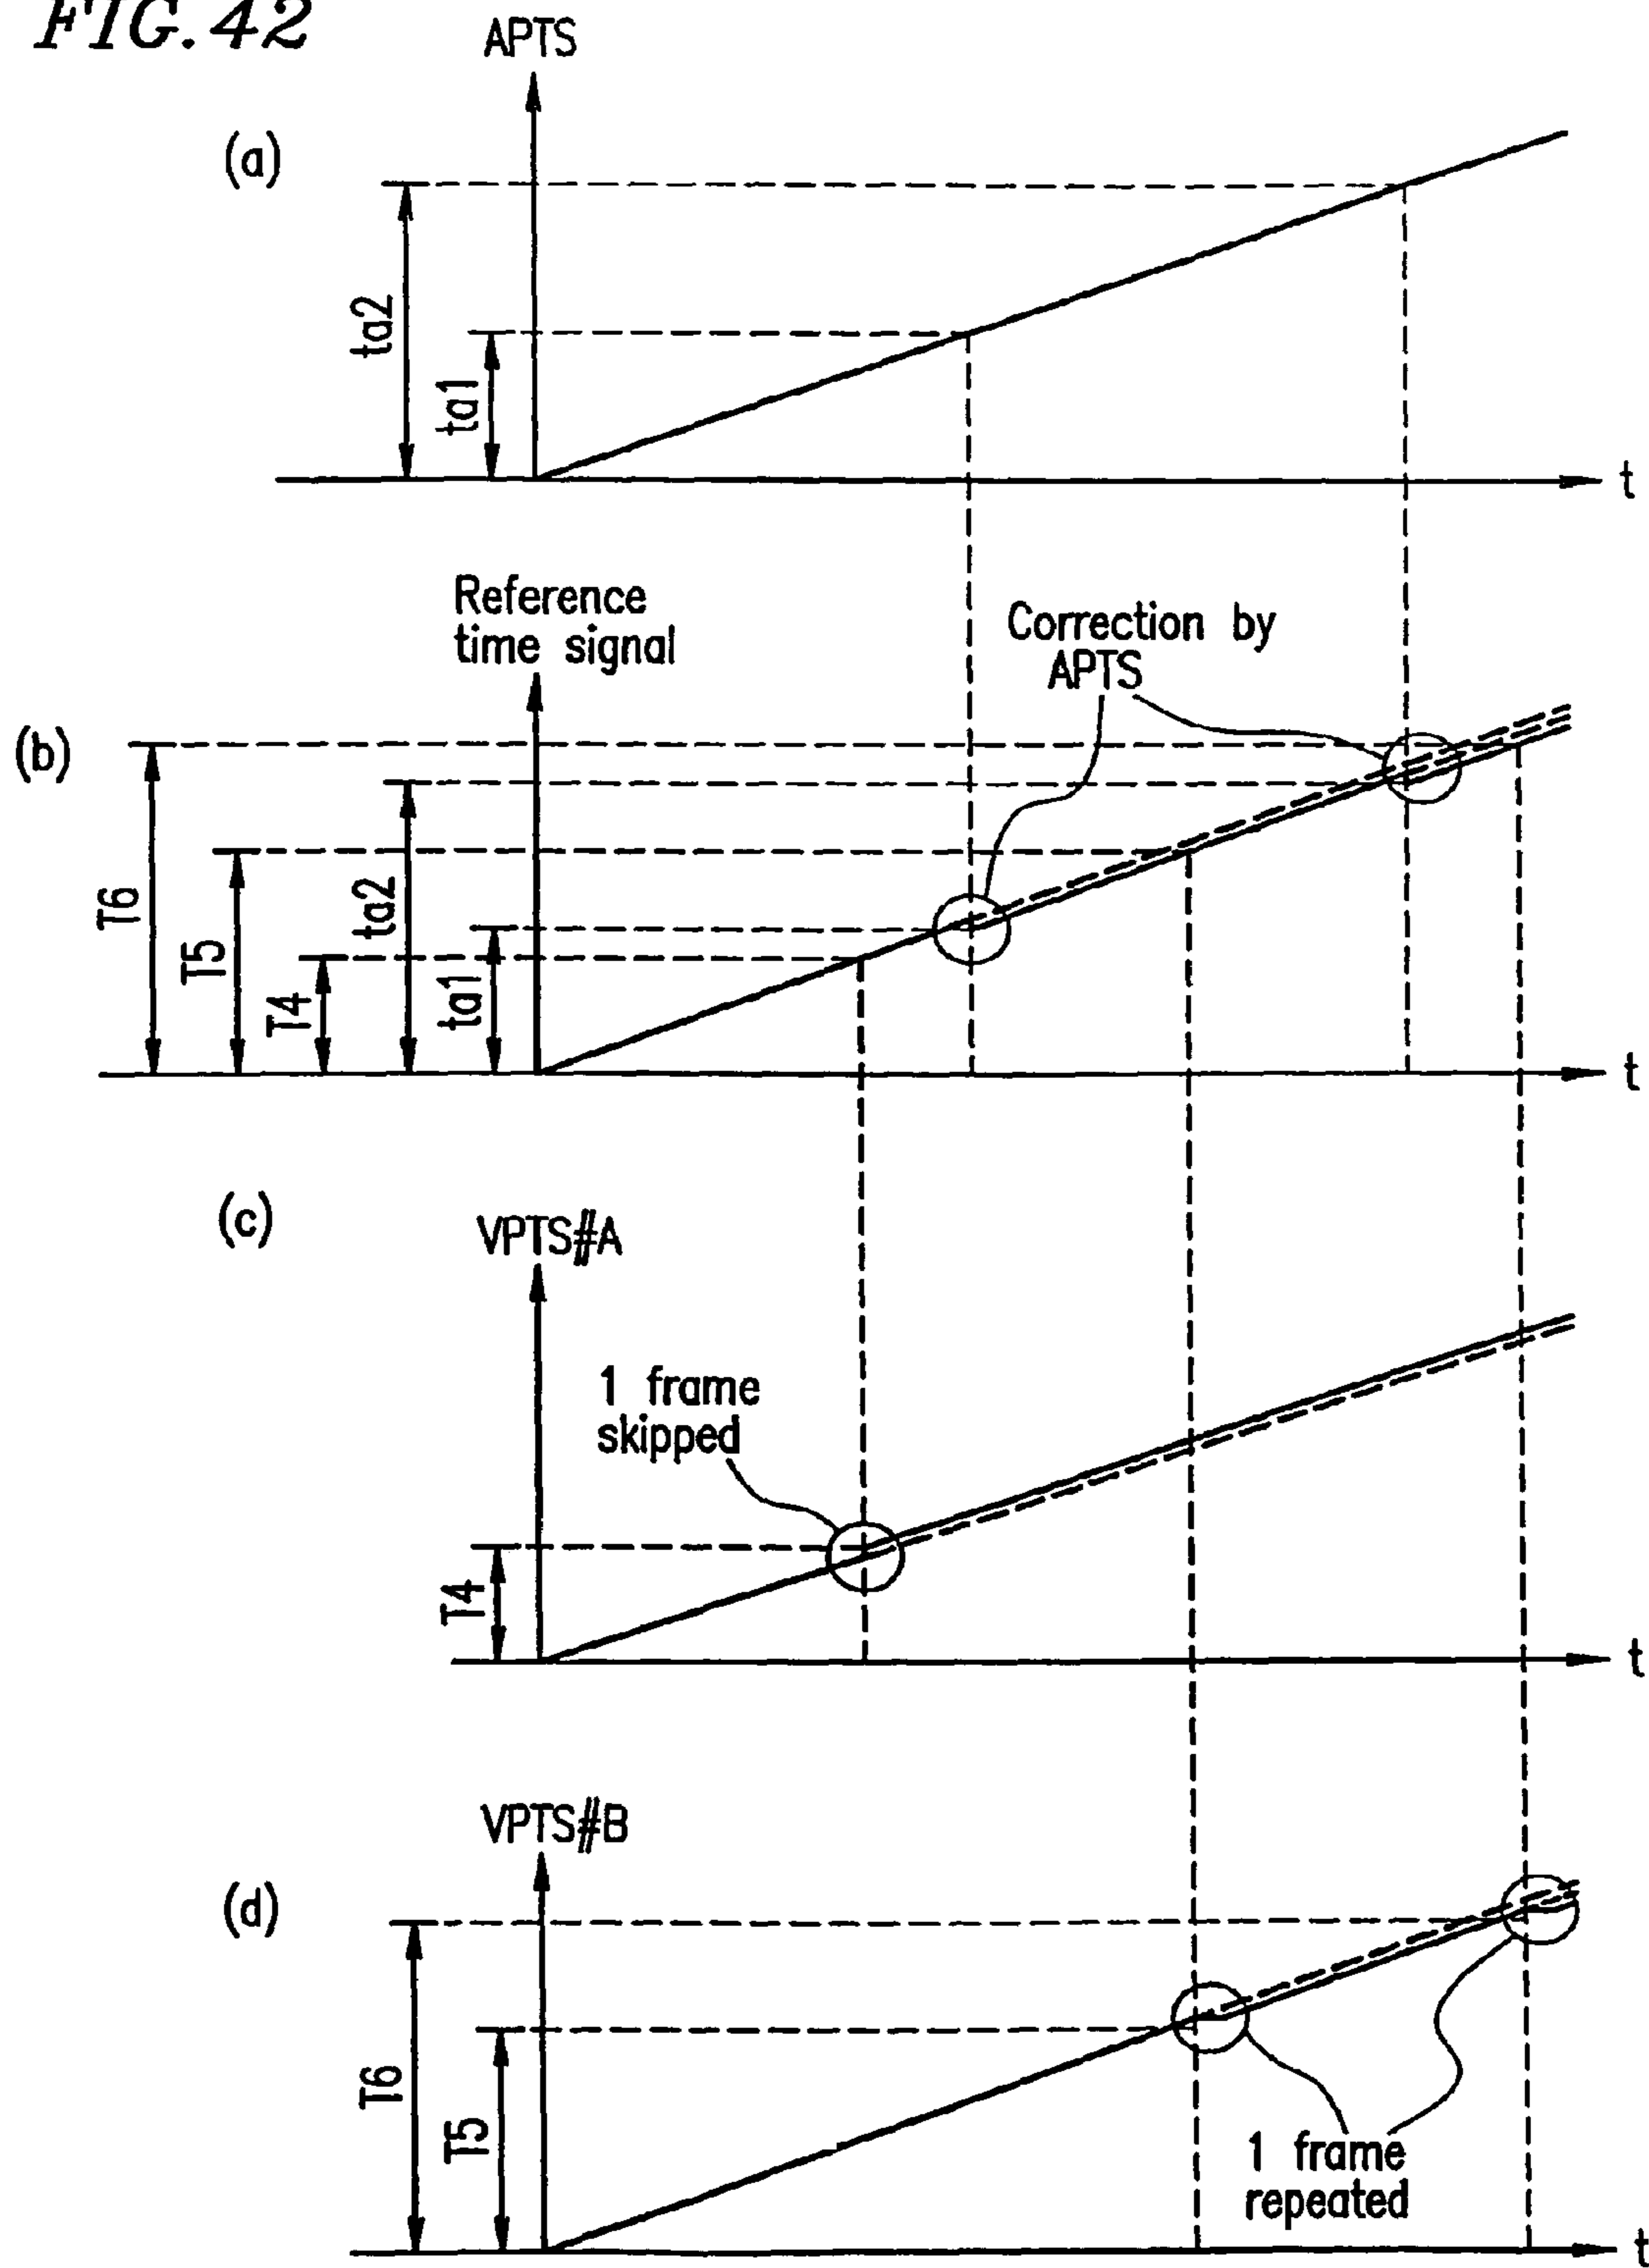 FIG. 42
APTS
(a)
ta2
ta1
t
Reference
time signal
Correction by
APTS
(b)
T6
T5
T4
ta2
ta1
t
(c)
VPTS#A
1 frame
skipped
T4
t
VPTS#B
(d)
T6
T5
1 frame
repeated
t